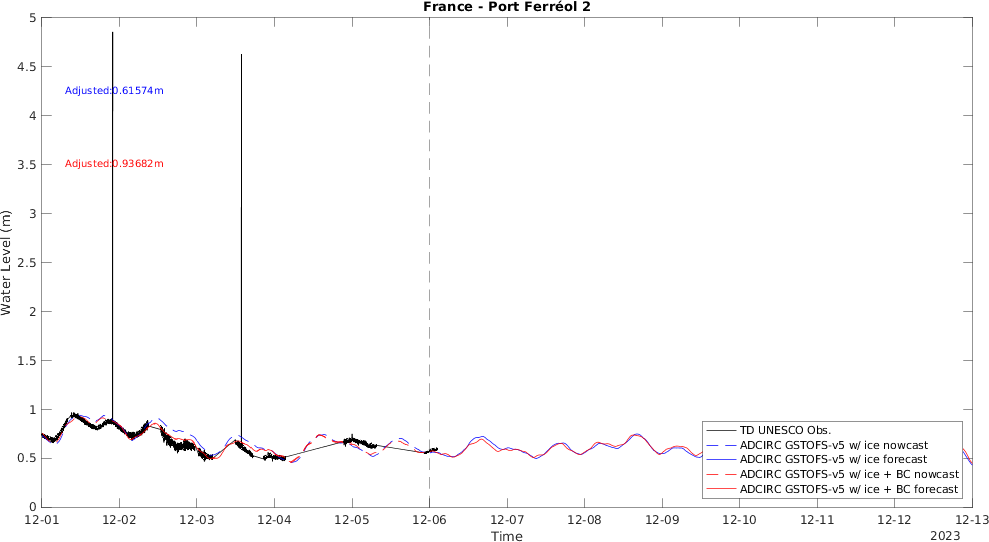 France - Port Ferréol 2
5
4.5
4
3.5
3
2.5
2
1.5
1
0.5
0
Water Level (m)
Adjusted:0.61574m
Adjusted:0.93682m
TD UNESCO Obs.
ADCIRC GSTOFS-v5 w/ ice nowcast
ADCIRC GSTOFS-v5 w/ ice forecast
ADCIRC GSTOFS-v5 w/ ice + BC nowcast
ADCIRC GSTOFS-v5 w/ ice + BC forecast
12-01 12-02 12-03 12-04 12-05 12-06 12-07 12-08 12-09 12-10 12-11 12-12 12-13
Time
2023